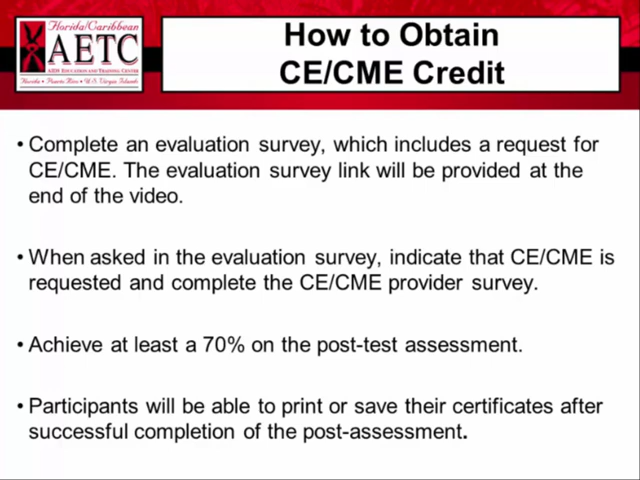 Florida/Caribbean
AETC
AIDS EDUCATION AND TRAINING CENTER
Florida • Puerto Rico • U.S. Virgin Islands
How to Obtain
CE/CME Credit
• Complete an evaluation survey, which includes a request for
CE/CME. The evaluation survey link will be provided at the
end of the video.
• When asked in the evaluation survey, indicate that CE/CME is
requested and complete the CE/CME provider survey.
• Achieve at least a 70% on the post-test assessment.
• Participants will be able to print or save their certificates after
successful completion of the post-assessment.